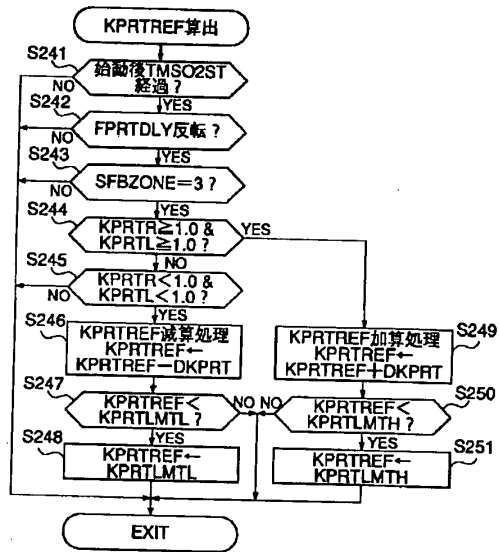 KPRTREF算出
S241
始動後TMSO2ST
経過?
NO
YES
S242
FPRTDLY反転?
NO
YES
S243
SFBZONE=3?
NO
YES
S244
KPRTR≧1.0 &
KPRTL≧1.0?
YES
NO
S245
KPRTR<1.0 &
KPRTL<1.0?
NO
YES
S246
KPRTREF減算処理
KPRTREF←
KPRTREF−DKPRT
S249
KPRTREF加算処理
KPRTREF←
KPRTREF+DKPRT
S247
KPRTREF<
KPRTLMTL?
NO
YES
S250
KPRTREF<
KPRTLMTH?
NO
YES
S248
KPRTREF←
KPRTLMTL
S251
KPRTREF←
KPRTLMTH
EXIT